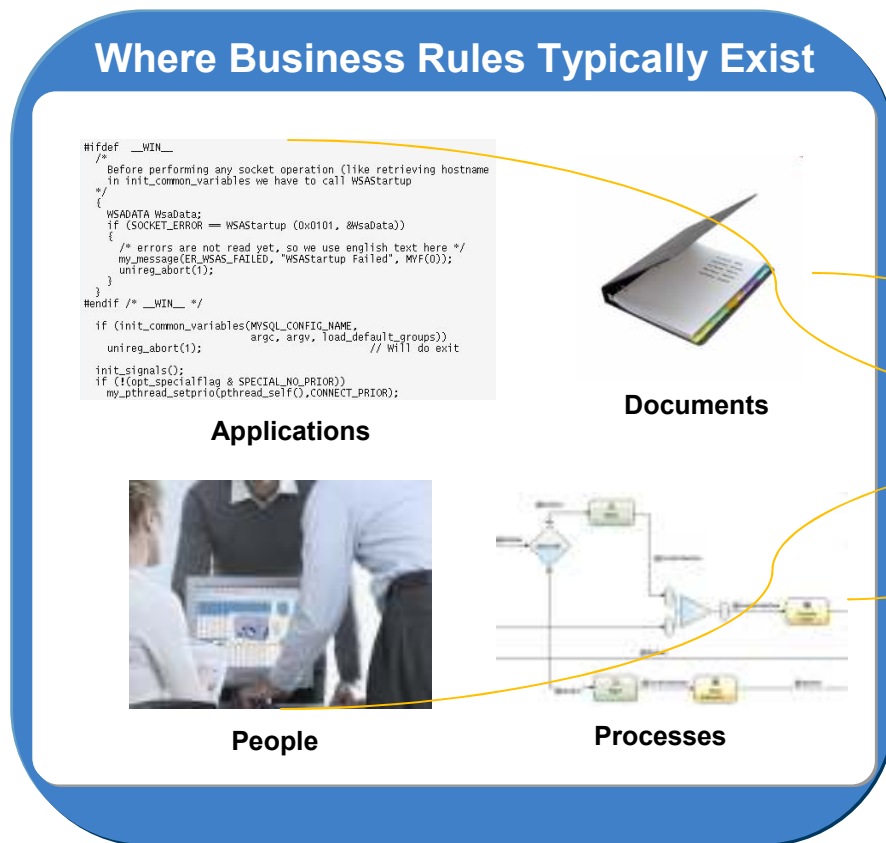 Where Business Rules Typically Exist
#ifdef __WIN__
/*
Before performing any socket operation (like retrieving hostname
in init_common_variables we have to call WSAStartup
*/
{
WSADATA WsaData;
if (SOCKET_ERROR == WSAStartup (0x0101, &WsaData))
{
/* errors are not read yet, so we use english text here */
my_message(ER_WSAS_FAILED, "WSAStartup Failed", MYF(0));
unireg_abort(1);
}
}
#endif /* __WIN__ */
if (init_common_variables(MYSQL_CONFIG_NAME,
argc, argv, load_default_groups))
unireg_abort(1); // Will do exit
init_signals();
if (!(opt_specialflag & SPECIAL_NO_PRIOR))
my_pthread_setprio(pthread_self(),CONNECT_PRIOR);
Applications
Documents
People
Processes